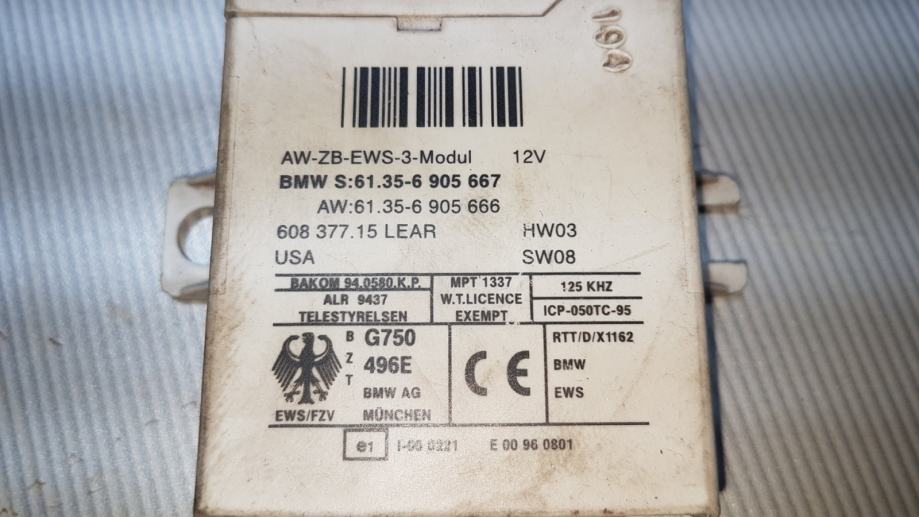 AW-ZB-EWS-3-Modul 12V
BMW S:61.35-6 905 667
AW:61.35-6 905 666
608 377.15 LEAR HW03
USA SW08
BAKOM 94.0580.K.P.
ALR 9437
TELESTYRELSEN
MPT 1337
W.T.LICENCE
EXEMPT
125 KHZ
ICP-050TC-95
EWS/FZV
B G750
Z 496E
T BMW AG
MÜNCHEN
CE
RTT/D/X1162
BMW
EWS
e1 I-00 0221 E 00 96 0801